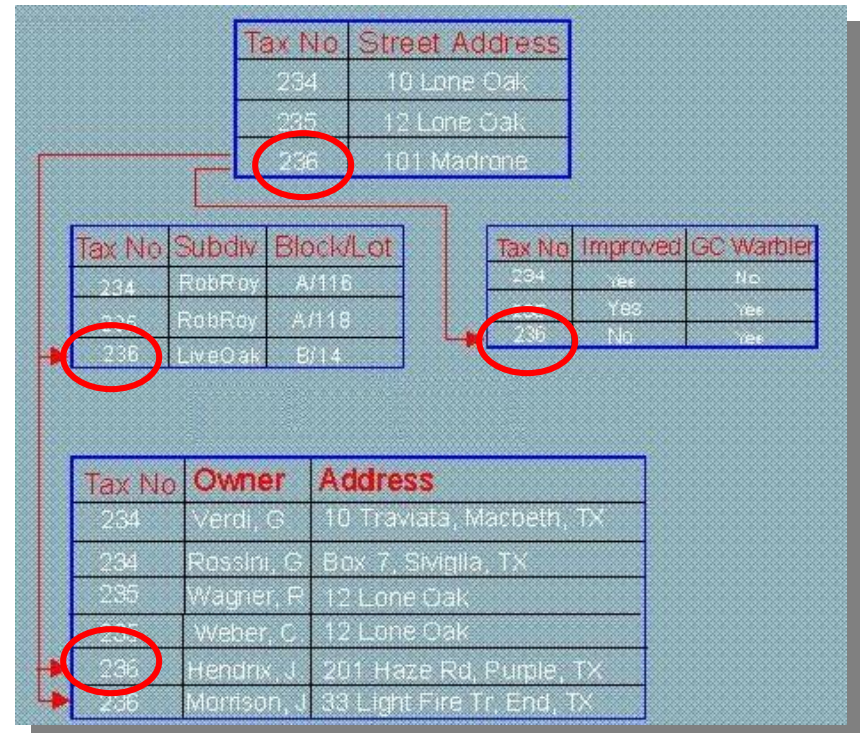 Tax No. Street Address
234 10 Lone Oak
235 12 Lone Oak
236 101 Madrone
Tax No Subdiv Block/Lot
234 RobRoy A/116
235 RobRoy A/118
236 LiveOak B/14
Tax No Improved GC Warbler
234 Yes No
235 Yes Yes
236 No Yes
Tax No Owner Address
234 Verdi, G. 10 Traviata, Macbeth, TX
234 Rossini, G Box 7, Siviglia, TX
235 Wagner, R 12 Lone Oak
235 Weber, C. 12 Lone Oak
236 Hendrix, J. 201 Haze Rd, Purple, TX
236 Morrison, J 33 Light Fire Tr, End, TX